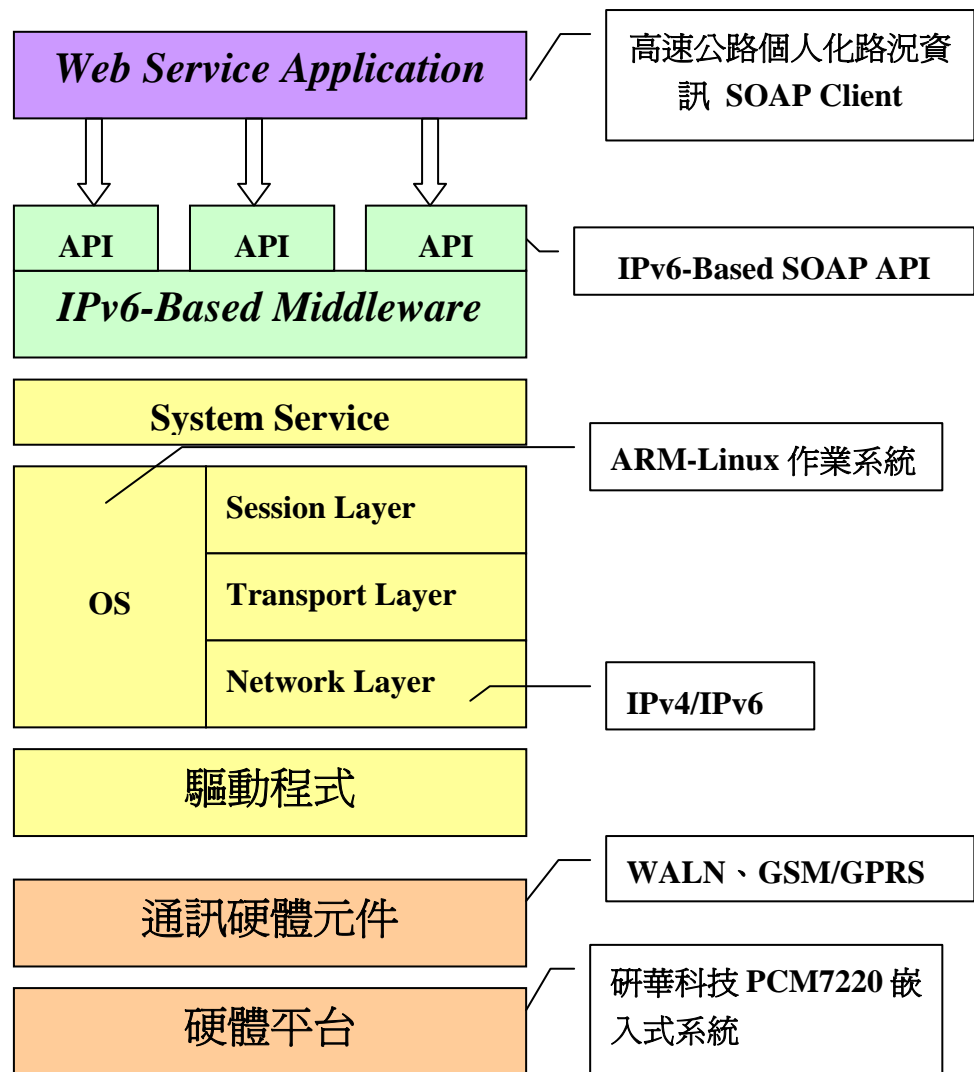 Web Service Application
高速公路個人化路況資
訊 SOAP Client
API
API
API
IPv6-Based SOAP API
IPv6-Based Middleware
System Service
ARM-Linux 作業系統
OS
Session Layer
Transport Layer
Network Layer
IPv4/IPv6
驅動程式
WALN、GSM/GPRS
通訊硬體元件
研華科技 PCM7220 嵌
入式系統
硬體平台